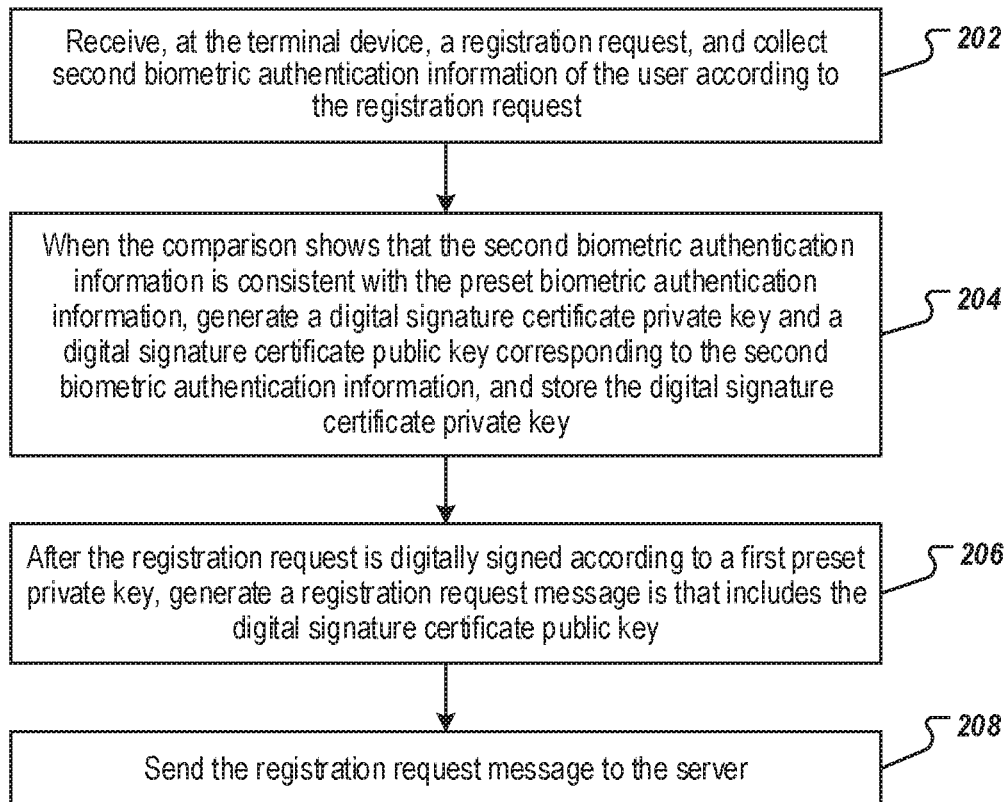 Receive, at the terminal device, a registration request, and collect
second biometric authentication information of the user according to
the registration request
202
When the comparison shows that the second biometric authentication
information is consistent with the preset biometric authentication
information, generate a digital signature certificate private key and a
digital signature certificate public key corresponding to the second
biometric authentication information, and store the digital signature
certificate private key
204
After the registration request is digitally signed according to a first preset
private key, generate a registration request message is that includes the
digital signature certificate public key
206
Send the registration request message to the server
208